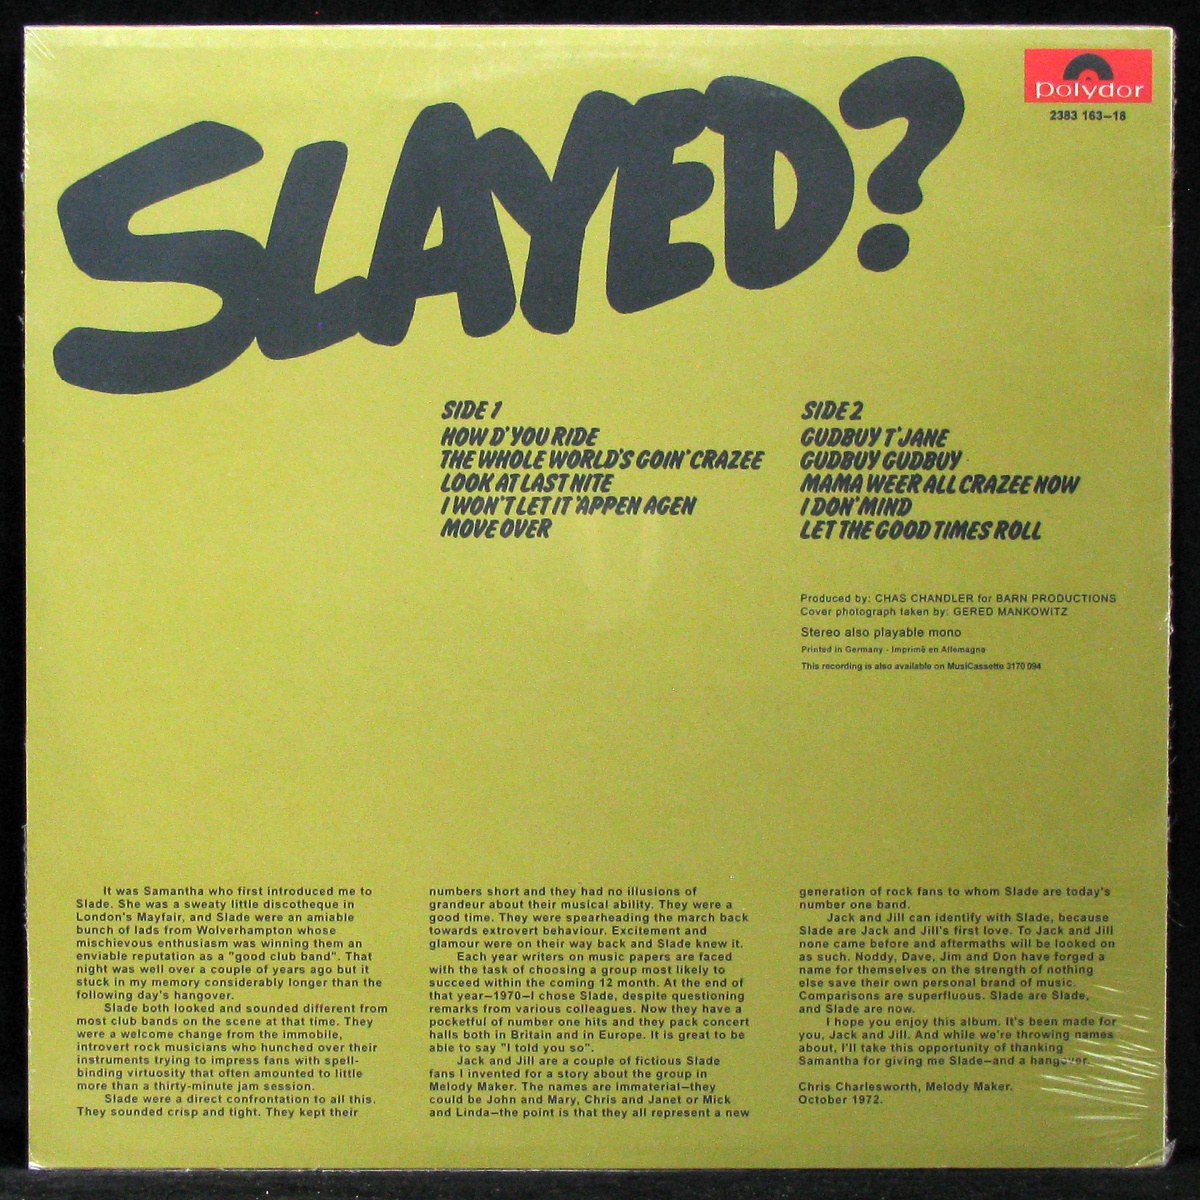 SLAYED?
polydor
2383 163-18
SIDE 1
HOW D'YOU RIDE
THE WHOLE WORLD'S GOIN' CRAZEE
LOOK AT LAST NITE
I WON'T LET IT 'APPEN AGEN
MOVE OVER
SIDE 2
GUDBUY T'JANE
GUDBUY GUDBUY
MAMA WEER ALL CRAZEE NOW
I DON' MIND
LET THE GOOD TIMES ROLL
Produced by: CHAS CHANDLER for BARN PRODUCTIONS
Cover photograph taken by: GERED MANKOWITZ
Stereo also playable mono
Printed in Germany - Imprimé en Allemagne
This recording is also available on MusiCassette 3170 094
It was Samantha who first introduced me to
Slade. She was a sweaty little discotheque in
London's Mayfair, and Slade were an amiable
bunch of lads from Wolverhampton whose
mischievous enthusiasm was winning them an
enviable reputation as a "good club band". That
night was well over a couple of years ago but it
stuck in my memory considerably longer than the
following day's hangover.
Slade both looked and sounded different from
most club bands on the scene at that time. They
were a welcome change from the immobile,
introvert rock musicians who hunched over their
instruments trying to impress fans with spell-
binding virtuosity that often amounted to little
more than a thirty-minute jam session.
Slade were a direct confrontation to all this.
They sounded crisp and tight. They kept their
numbers short and they had no illusions of
grandeur about their musical ability. They were a
good time. They were spearheading the march back
towards extrovert behaviour. Excitement and
glamour were on their way back and Slade knew it.
Each year writers on music papers are faced
with the task of choosing a group most likely to
succeed within the coming 12 month. At the end of
that year—1970—I chose Slade, despite questioning
remarks from various colleagues. Now they have a
pocketful of number one hits and they pack concert
halls both in Britain and in Europe. It is great to be
able to say "I told you so".
Jack and Jill are a couple of fictious Slade
fans I invented for a story about the group in
Melody Maker. The names are immaterial—they
could be John and Mary, Chris and Janet or Mick
and Linda—the point is that they all represent a new
generation of rock fans to whom Slade are today's
number one band.
Jack and Jill can identify with Slade, because
Slade are Jack and Jill's first love. To Jack and Jill
none came before and aftermaths will be looked on
as such. Noddy, Dave, Jim and Don have forged a
name for themselves on the strength of nothing
else save their own personal brand of music.
Comparisons are superfluous. Slade are Slade,
and Slade are now.
I hope you enjoy this album. It's been made for
you, Jack and Jill. And while we're throwing names
about, I'll take this opportunity of thanking
Samantha for giving me Slade—and a hangover.
Chris Charlesworth, Melody Maker.
October 1972.